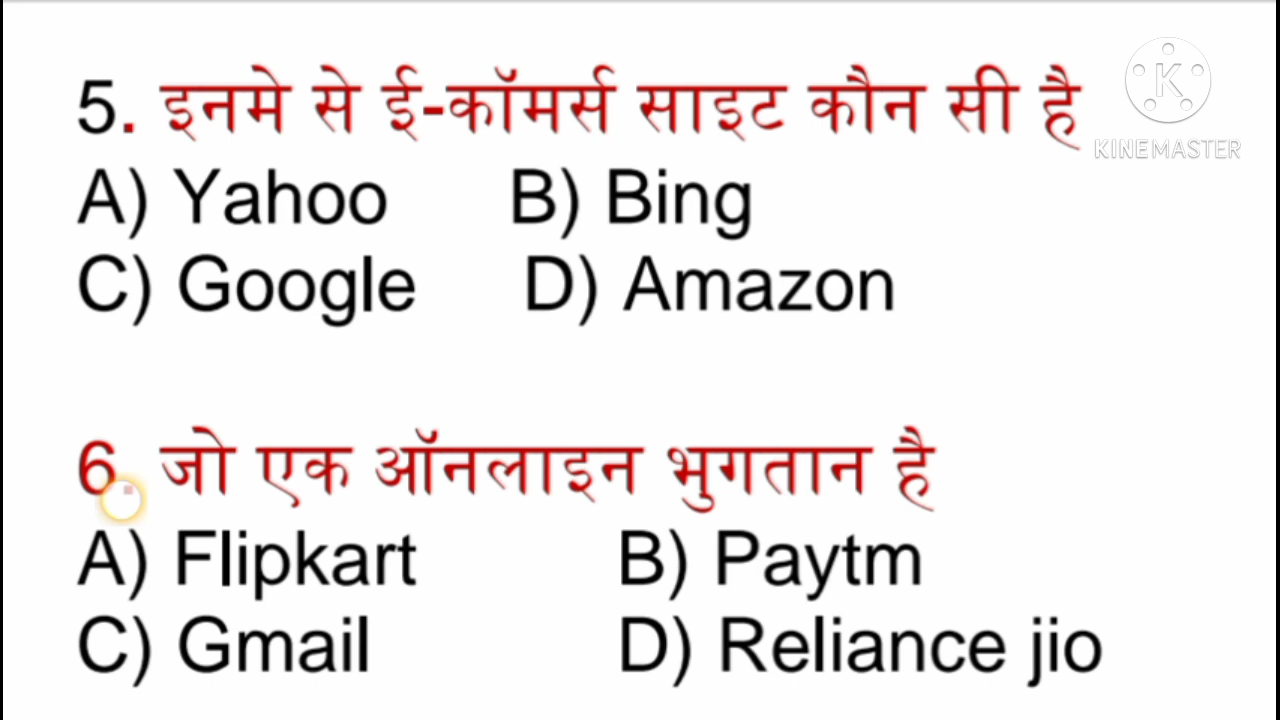 5. इनमे से ई-कॉमर्स साइट कौन सी है
KINEMASTER
A) Yahoo B) Bing
C) Google D) Amazon
6. जो एक ऑनलाइन भुगतान है
A) Flipkart B) Paytm
C) Gmail D) Reliance jio